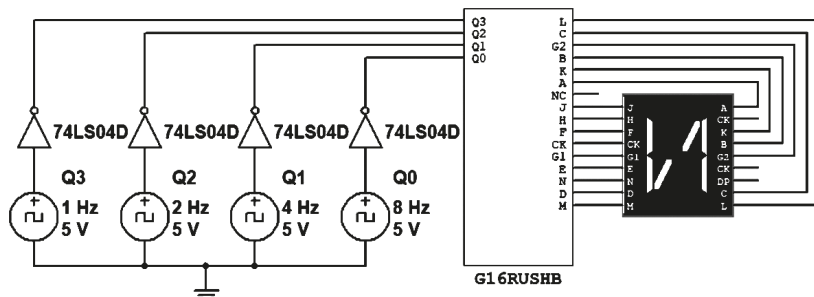 Q3 L
Q2 C
Q1 G2
Q0 B
K
A
NC
J J A
H H CK
F F K
CK CK B
G1 G1 G2
E E CK
N N DP
D D C
M M L
74LS04D 74LS04D 74LS04D 74LS04D
Q3 Q2 Q1 Q0
1 Hz 2 Hz 4 Hz 8 Hz
5 V 5 V 5 V 5 V
G16RUSHB